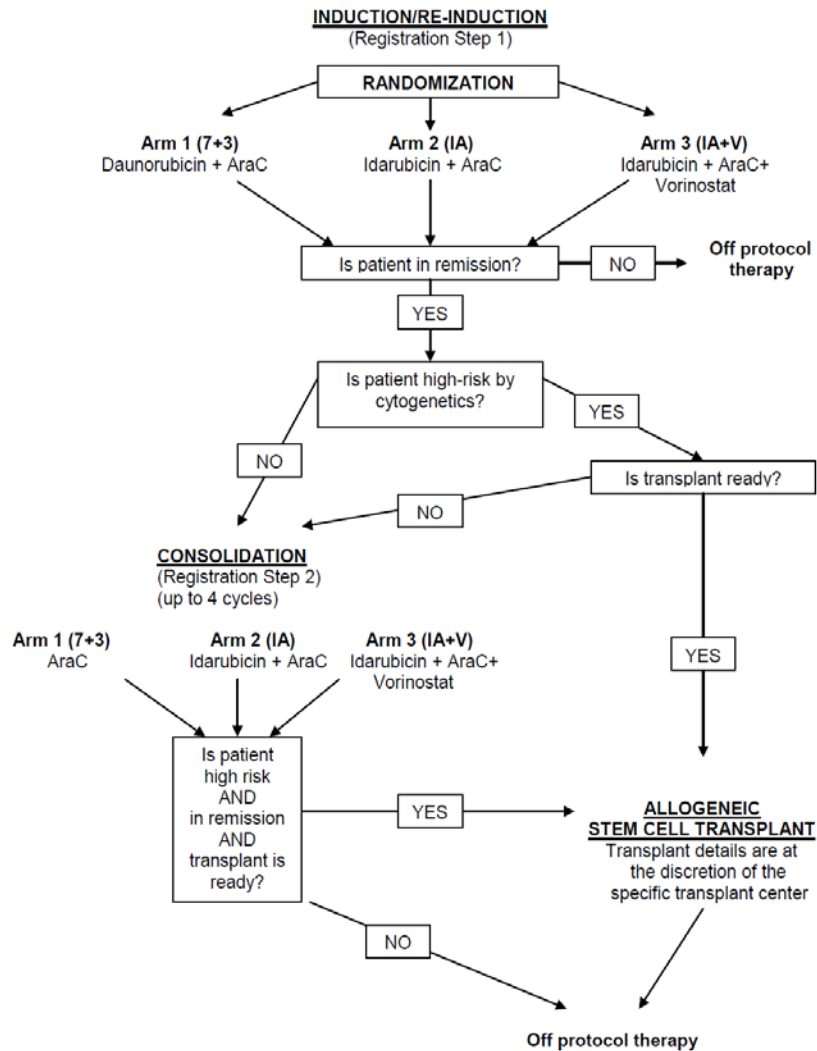 INDUCTION/RE-INDUCTION
(Registration Step 1)
RANDOMIZATION
Arm 1 (7+3)
Daunorubicin + AraC
Arm 2 (IA)
Idarubicin + AraC
Arm 3 (IA+V)
Idarubicin + AraC+
Vorinostat
Is patient in remission?
NO
Off protocol
therapy
YES
Is patient high-risk by
cytogenetics?
YES
NO
Is transplant ready?
NO
CONSOLIDATION
(Registration Step 2)
(up to 4 cycles)
Arm 1 (7+3)
AraC
Arm 2 (IA)
Idarubicin + AraC
Arm 3 (IA+V)
Idarubicin + AraC+
Vorinostat
YES
Is patient
high risk
AND
in remission
AND
transplant is
ready?
YES
ALLOGENEIC
STEM CELL TRANSPLANT
Transplant details are at
the discretion of the
specific transplant center
NO
Off protocol therapy